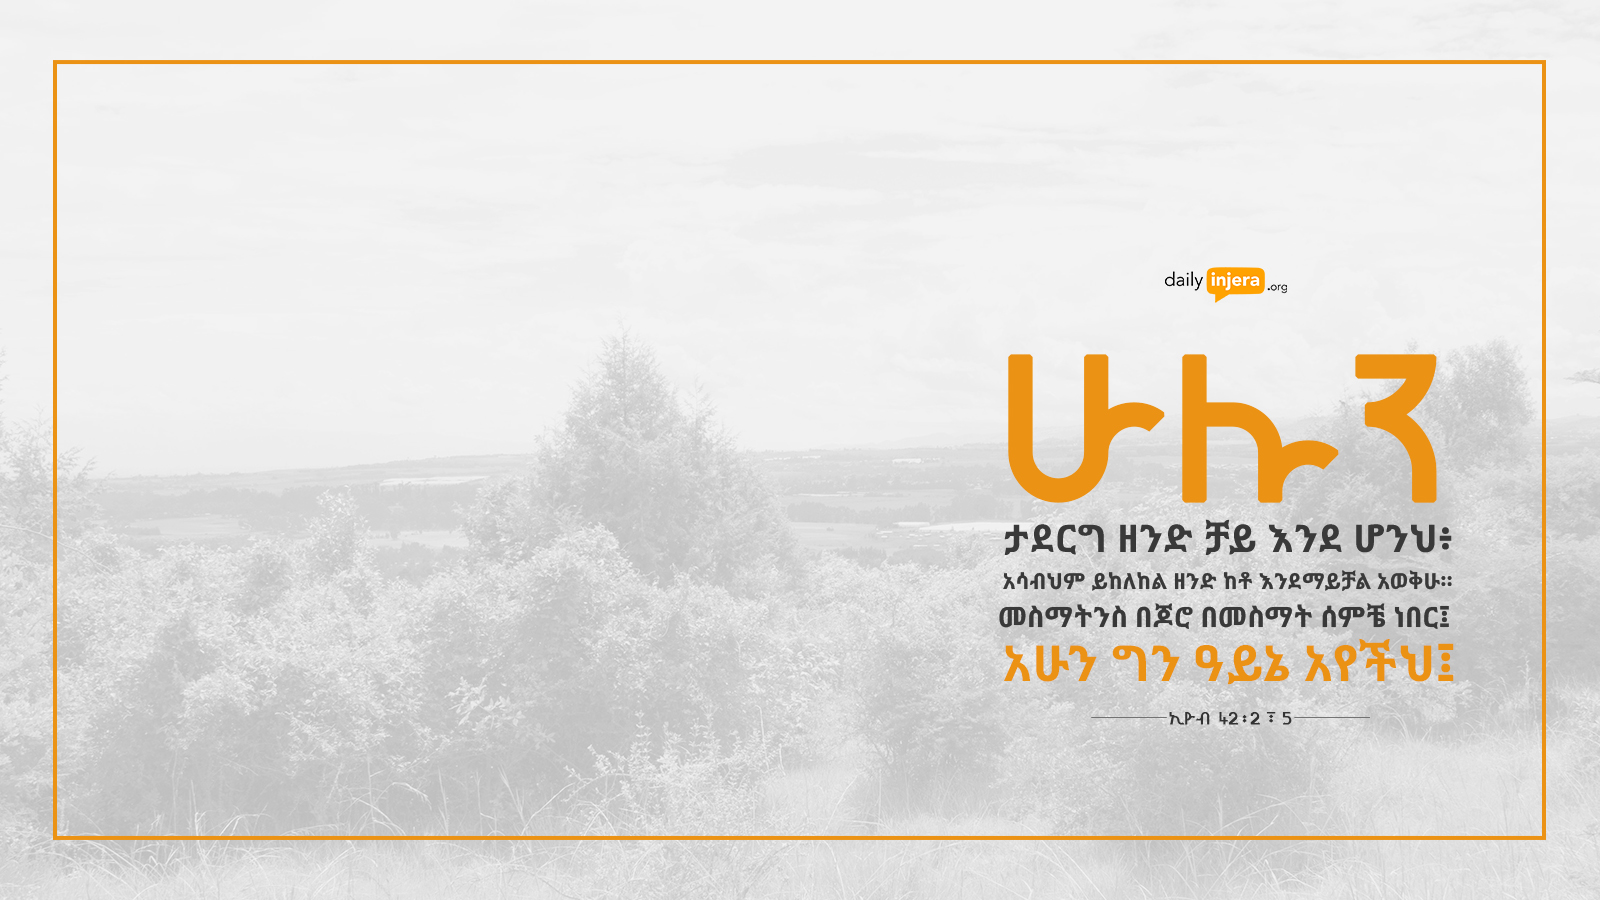 daily injera .org
ሁሉን
ታደርግ ዘንድ ቻይ እንደ ሆንህ፥
አሳብህም ይከለከል ዘንድ ከቶ እንደማይቻል አወቅሁ።
መስማትንስ በጆሮ በመስማት ሰምቼ ነበር፤
አሁን ግን ዓይኔ አየችህ፤
ኢዮብ 42፡2 ፣ 5